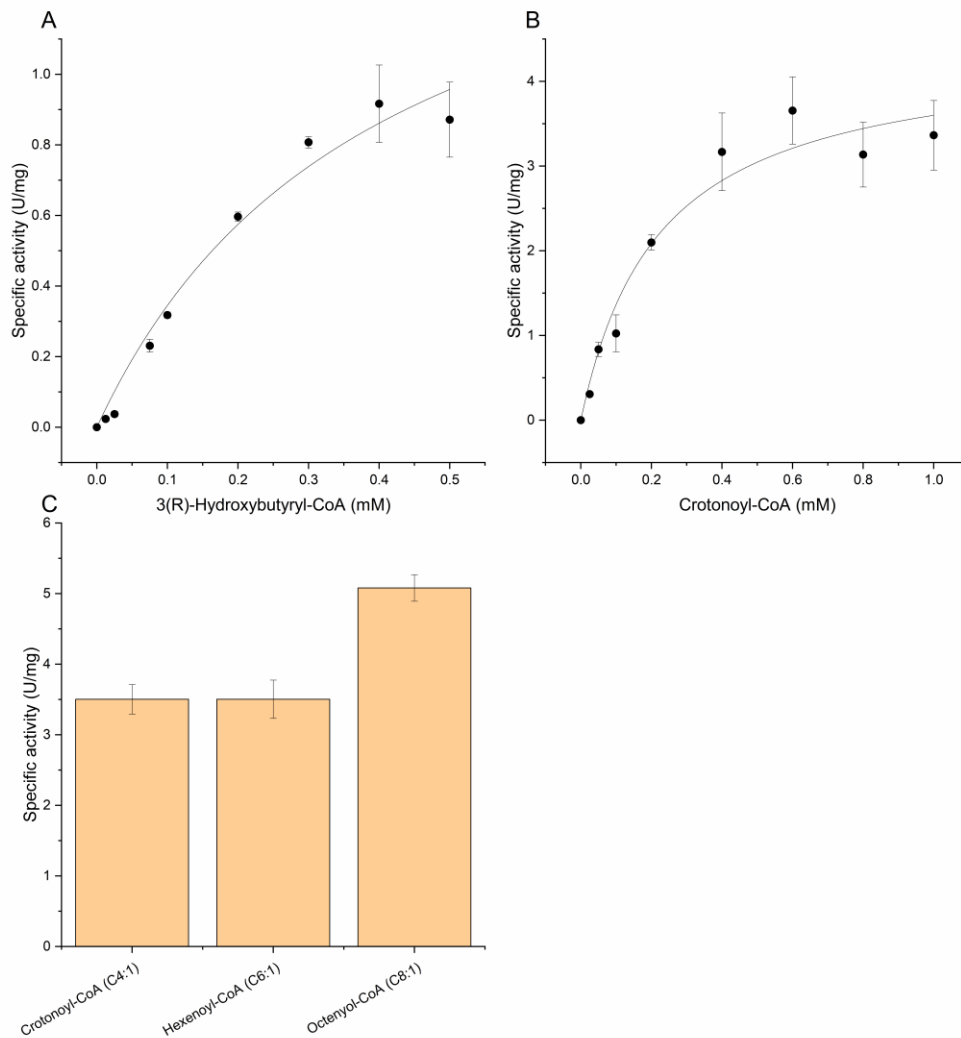 A
Specific activity (U/mg)
1.0
0.8
0.6
0.4
0.2
0.0
0.0 0.1 0.2 0.3 0.4 0.5
3(R)-Hydroxybutyryl-CoA (mM)
B
Specific activity (U/mg)
4
3
2
1
0
0.0 0.2 0.4 0.6 0.8 1.0
Crotonoyl-CoA (mM)
C
Specific activity (U/mg)
6
5
4
3
2
1
0
Crotonoyl-CoA (C4:1)
Hexenoyl-CoA (C6:1)
Octenyol-CoA (C8:1)